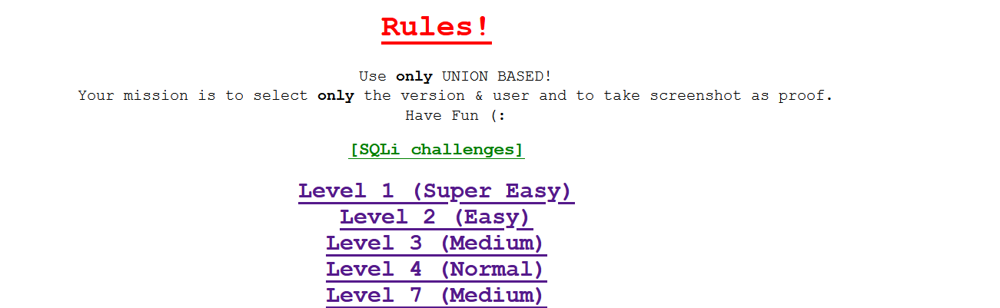 Rules!
Use only UNION BASED!
Your mission is to select only the version & user and to take screenshot as proof.
Have Fun (:
[SQLi challenges]
Level 1 (Super Easy)
Level 2 (Easy)
Level 3 (Medium)
Level 4 (Normal)
Level 7 (Medium)